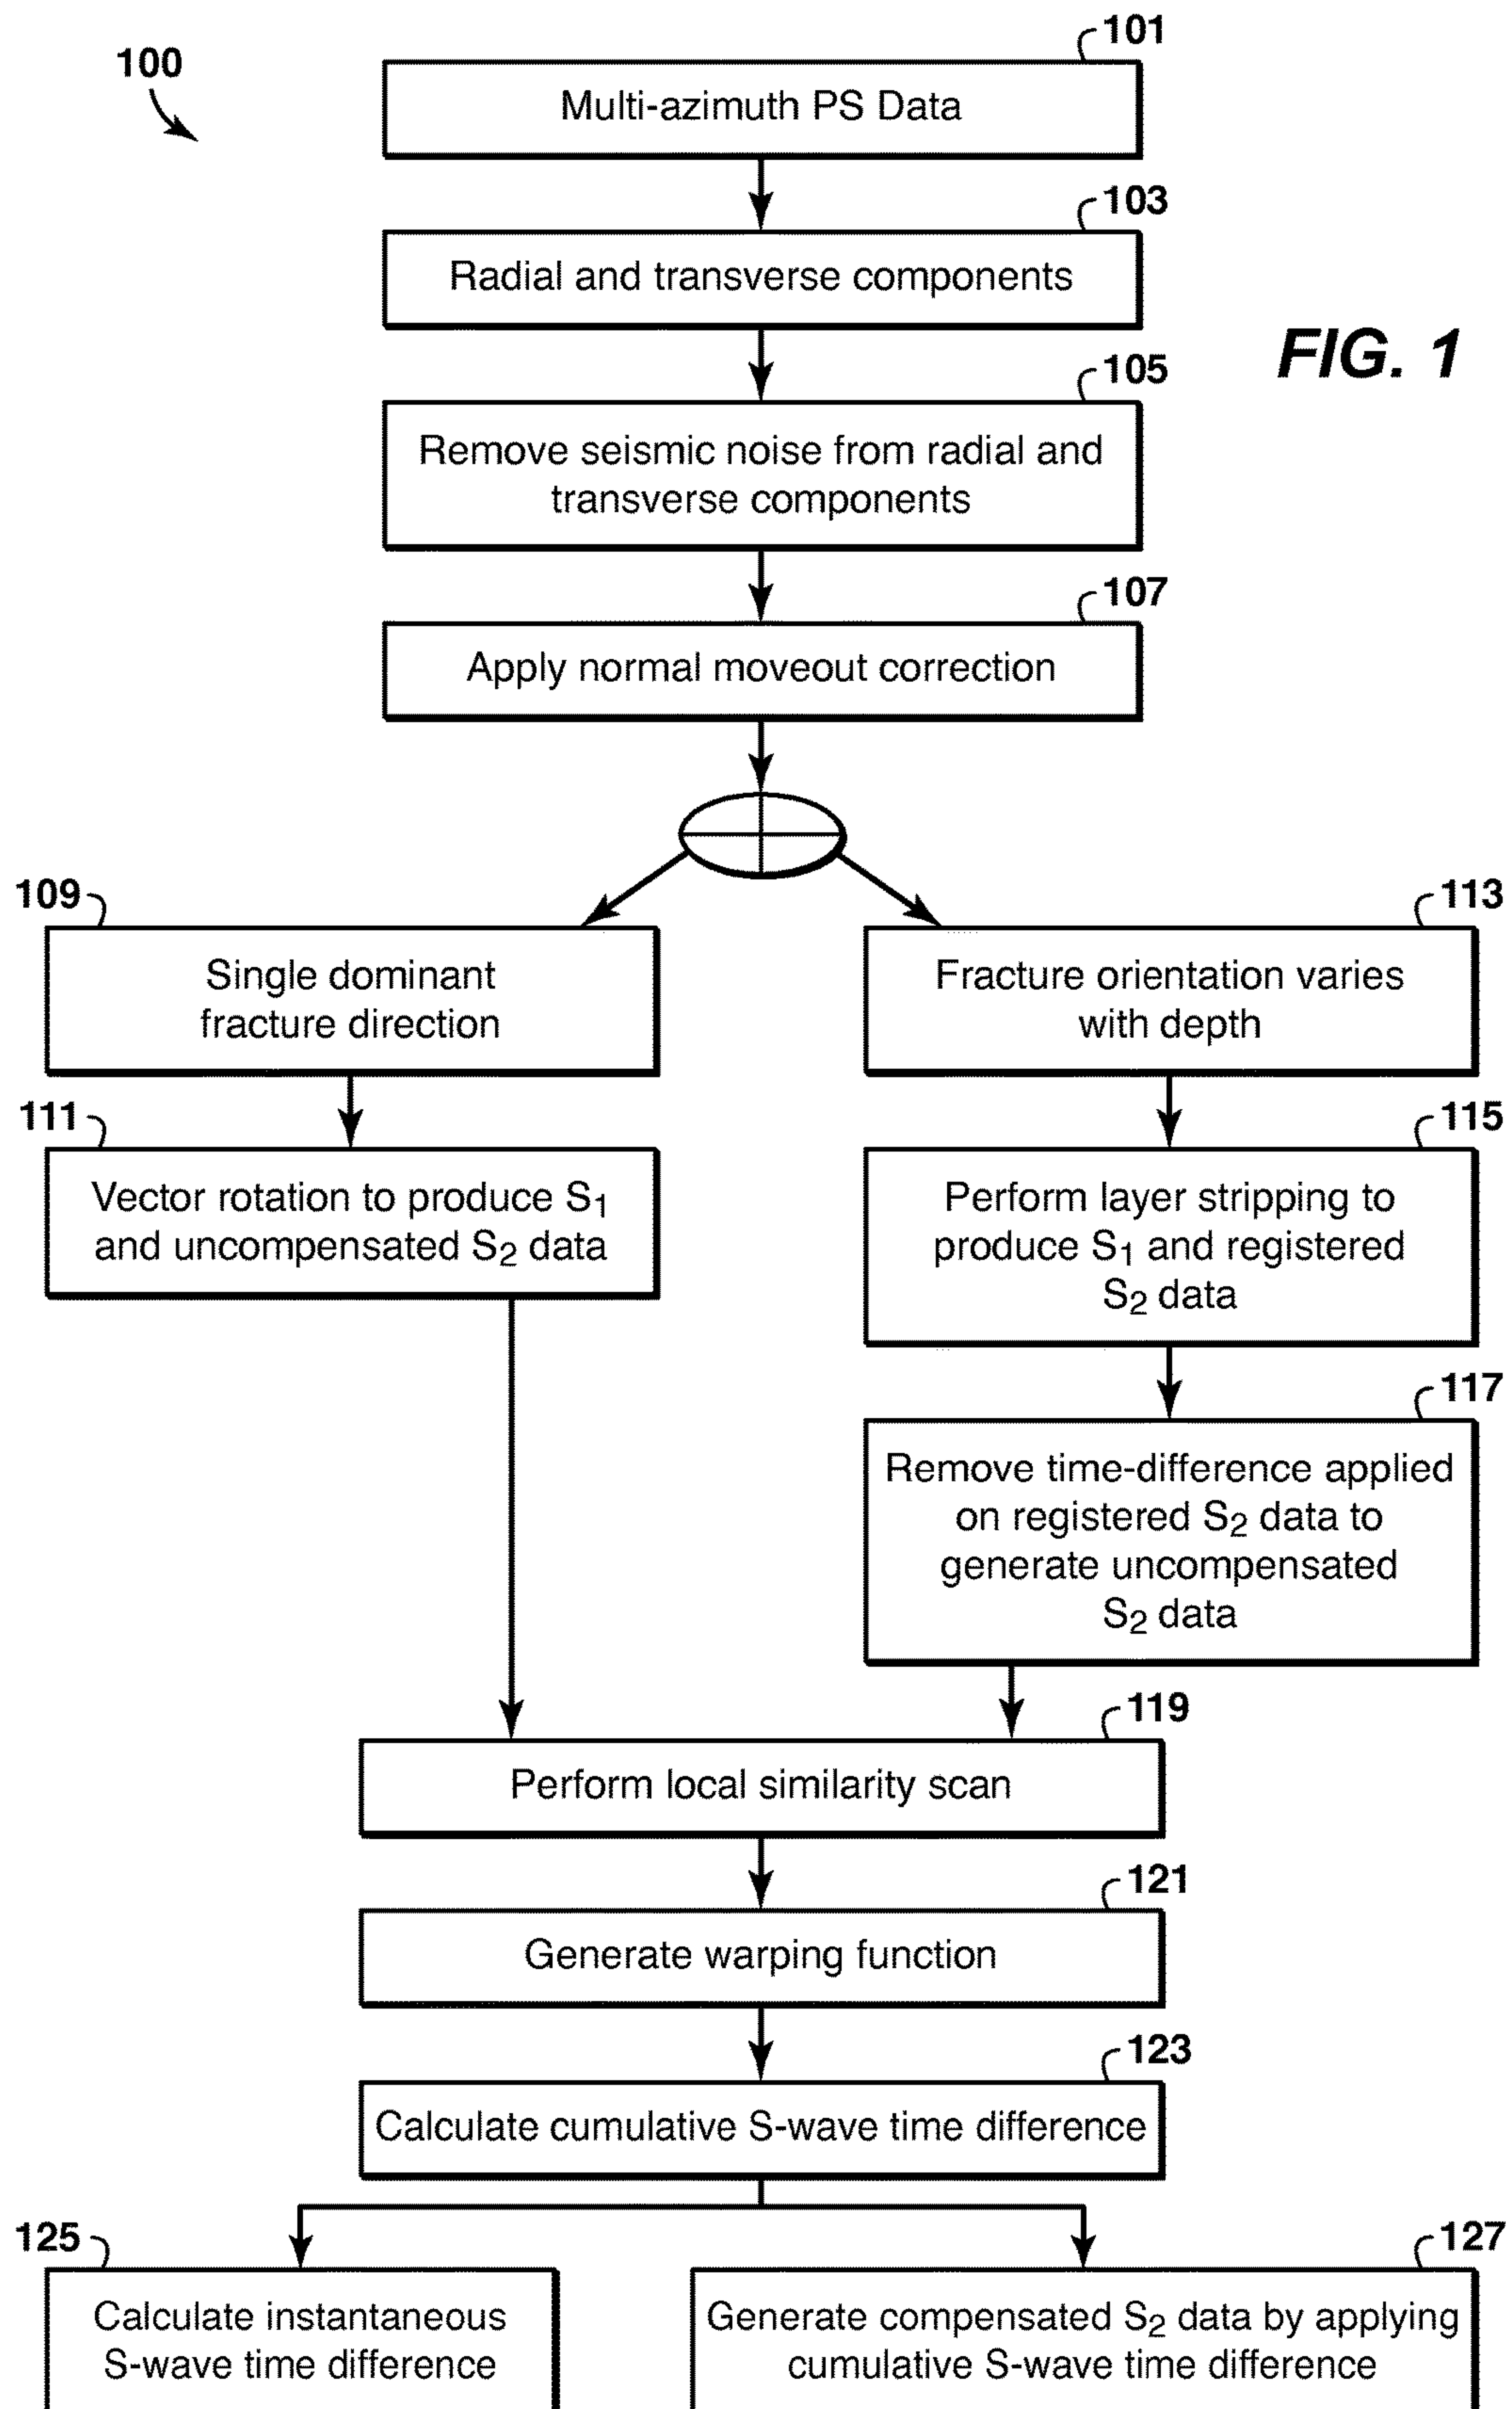 100
101
Multi-azimuth PS Data
103
Radial and transverse components
FIG. 1
105
Remove seismic noise from radial and
transverse components
107
Apply normal moveout correction
109
Single dominant
fracture direction
113
Fracture orientation varies
with depth
111
Vector rotation to produce S₁
and uncompensated S₂ data
115
Perform layer stripping to
produce S₁ and registered
S₂ data
117
Remove time-difference applied
on registered S₂ data to
generate uncompensated
S₂ data
119
Perform local similarity scan
121
Generate warping function
123
Calculate cumulative S-wave time difference
125
Calculate instantaneous
S-wave time difference
127
Generate compensated S₂ data by applying
cumulative S-wave time difference